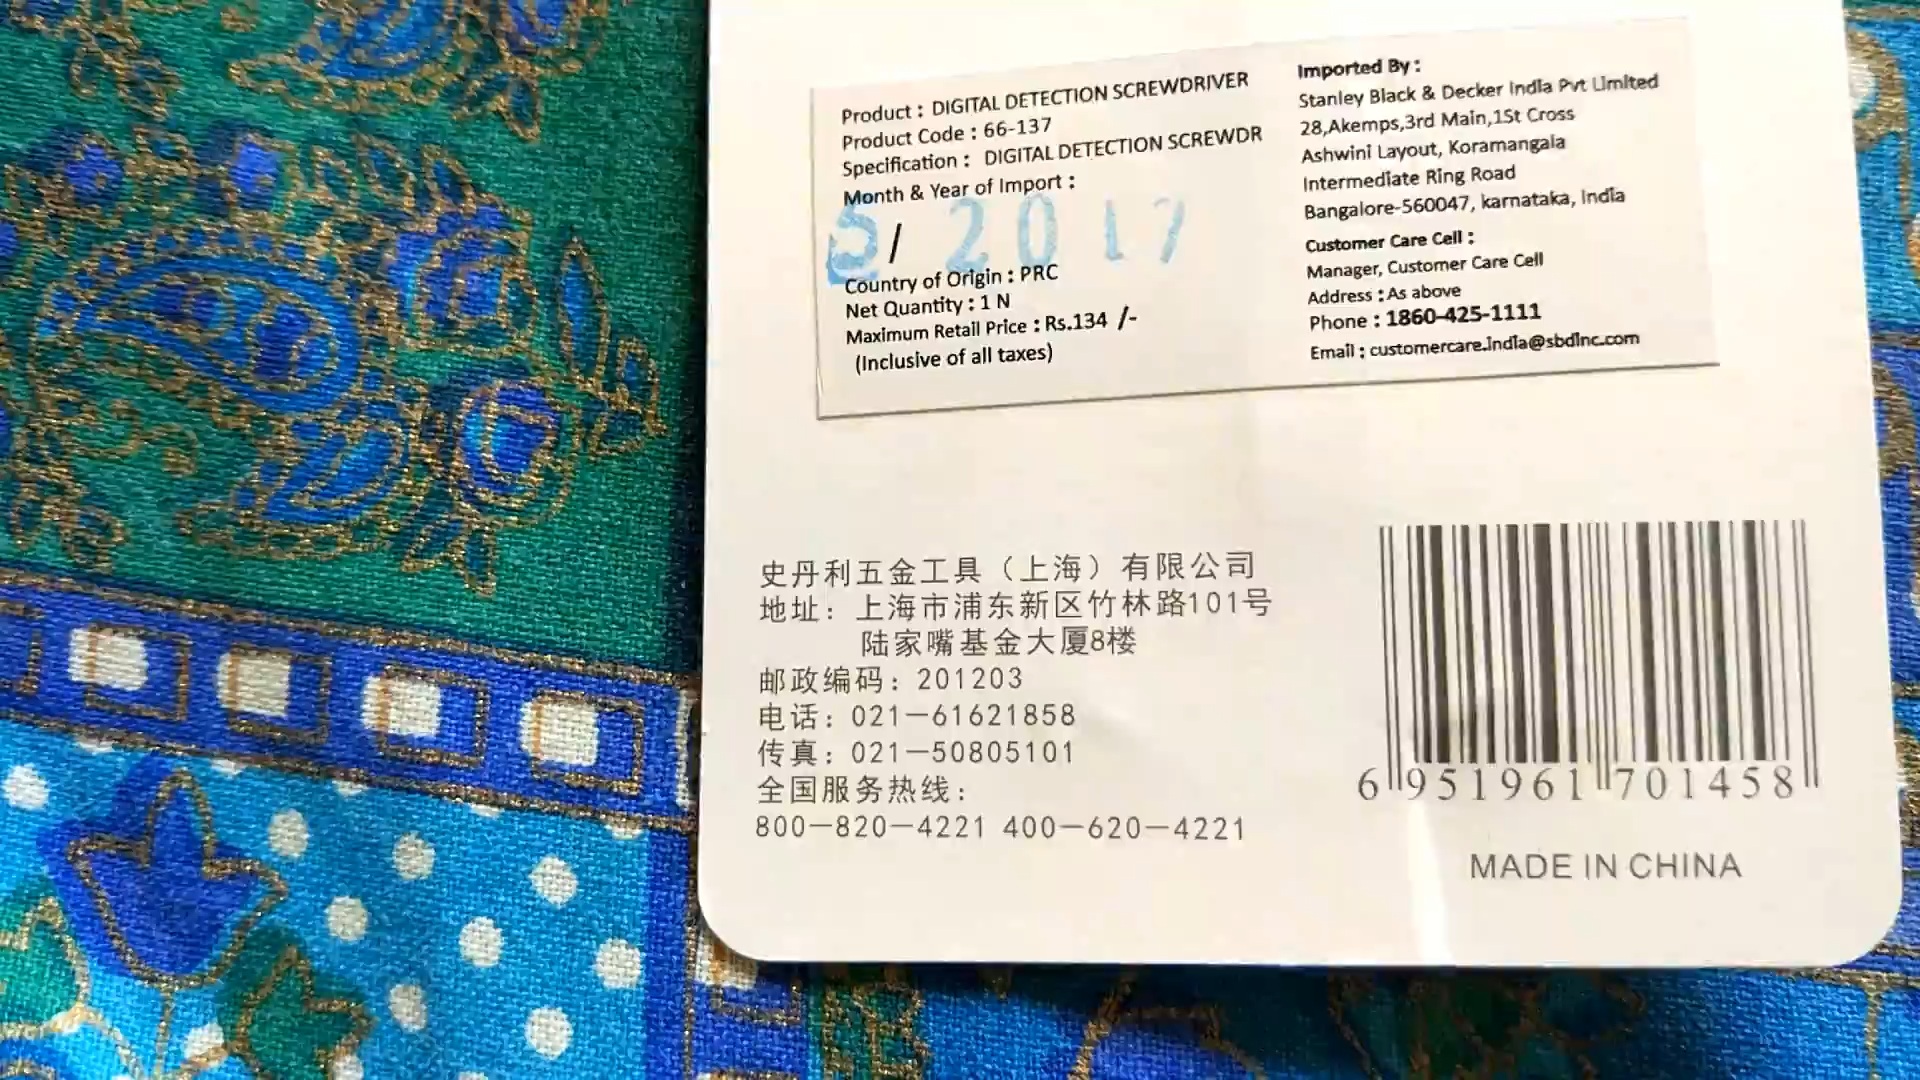 Product : DIGITAL DETECTION SCREWDRIVER
Product Code : 66-137
Specification : DIGITAL DETECTION SCREWDR
Month & Year of Import :
/ 2017
Country of Origin : PRC
Net Quantity : 1 N
Maximum Retail Price : Rs.134 /-
(Inclusive of all taxes)
Imported By :
Stanley Black & Decker India Pvt Limited
28,Akemps,3rd Main,1St Cross
Ashwini Layout, Koramangala
Intermediate Ring Road
Bangalore-560047, karnataka, India
Customer Care Cell :
Manager, Customer Care Cell
Address : As above
Phone : 1860-425-1111
Email : customercare.india@sbdinc.com
史丹利五金工具（上海）有限公司
地址：上海市浦东新区竹林路101号
陆家嘴基金大厦8楼
邮政编码：201203
电话：021－61621858
传真：021－50805101
全国服务热线：
800－820－4221 400－620－4221
6 951961 701458
MADE IN CHINA